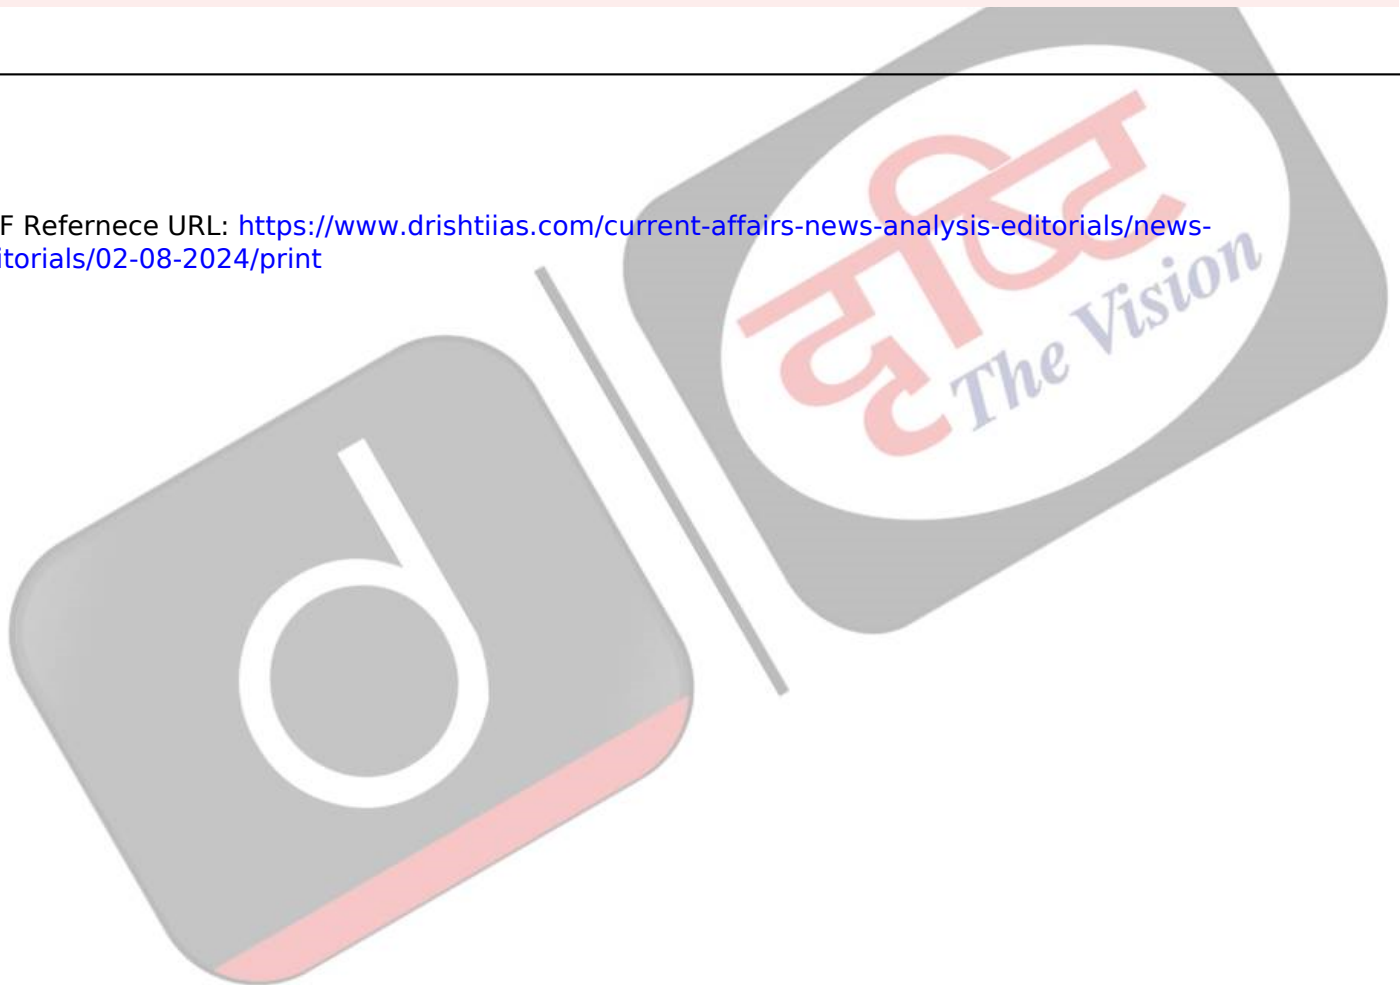 F Refernece URL: https://www.drishtiias.com/current-affairs-news-analysis-editorials/news-
itorials/02-08-2024/print
दृष्टि
The Vision
d